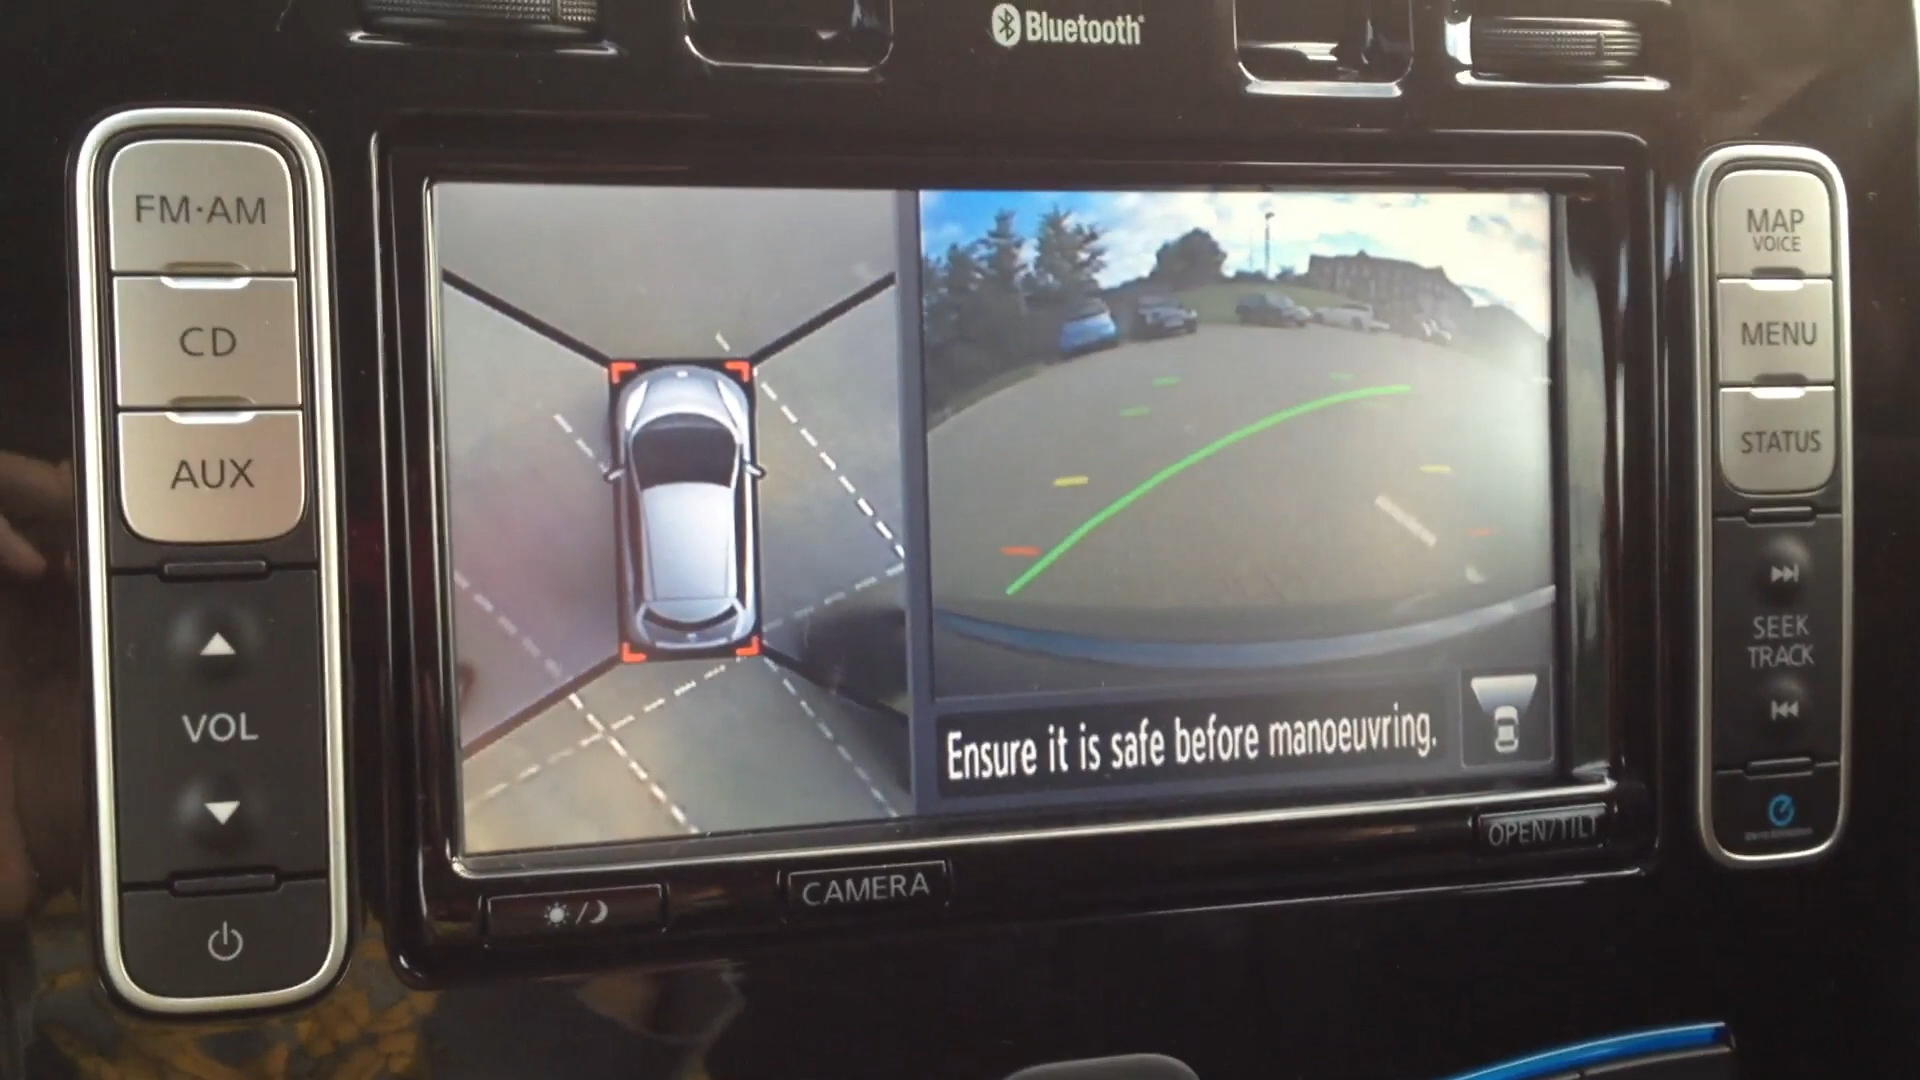 Bluetooth
FM·AM
CD
AUX
VOL
MAP
VOICE
MENU
STATUS
SEEK
TRACK
Ensure it is safe before manoeuvring.
OPEN/TILT
CAMERA